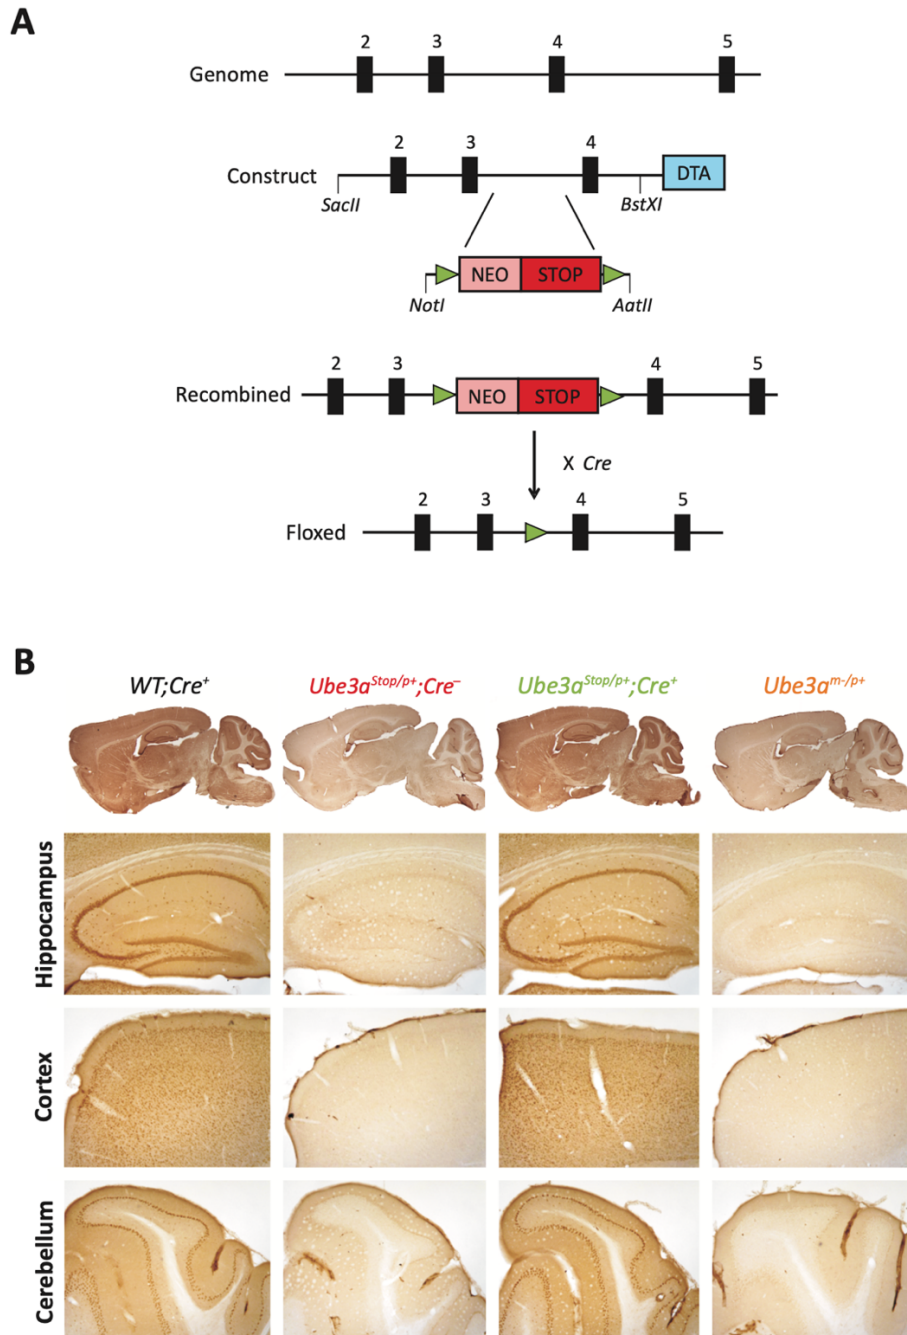 A
2 3 4 5
Genome
2 3 4
Construct DTA
SacII BstXI
NEO STOP
NotI AatII
2 3 4 5
Recombined NEO STOP
X Cre
2 3 4 5
Floxed
B
WT;Cre⁺ Ube3aˢᵗᵒᵖ/ᵖ⁺;Cre⁻ Ube3aˢᵗᵒᵖ/ᵖ⁺;Cre⁺ Ube3aᵐ⁻/ᵖ⁺
Hippocampus
Cortex
Cerebellum